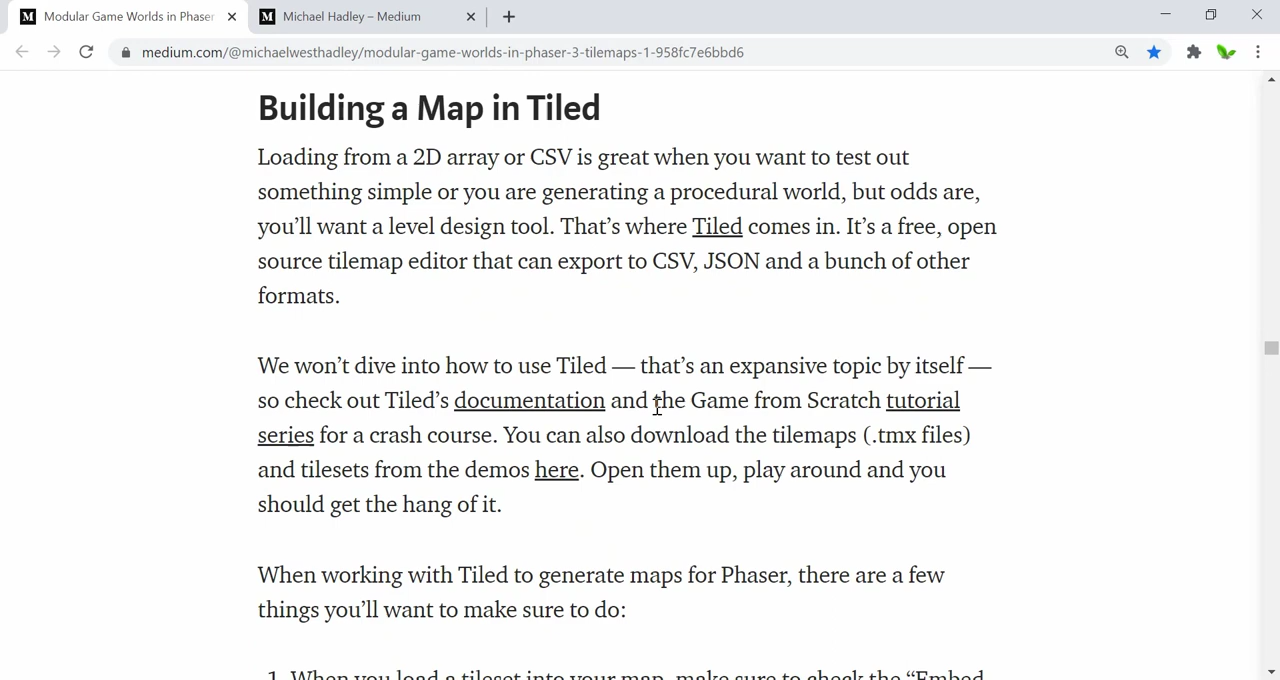 Modular Game Worlds in Phaser
Michael Hadley – Medium
medium.com/@michaelwesthadley/modular-game-worlds-in-phaser-3-tilemaps-1-958fc7e6bbd6
Building a Map in Tiled
Loading from a 2D array or CSV is great when you want to test out
something simple or you are generating a procedural world, but odds are,
you’ll want a level design tool. That’s where Tiled comes in. It’s a free, open
source tilemap editor that can export to CSV, JSON and a bunch of other
formats.
We won’t dive into how to use Tiled — that’s an expansive topic by itself —
so check out Tiled’s documentation and the Game from Scratch tutorial
series for a crash course. You can also download the tilemaps (.tmx files)
and tilesets from the demos here. Open them up, play around and you
should get the hang of it.
When working with Tiled to generate maps for Phaser, there are a few
things you’ll want to make sure to do:
1. When you load a tileset into your map, make sure to check the “Embed